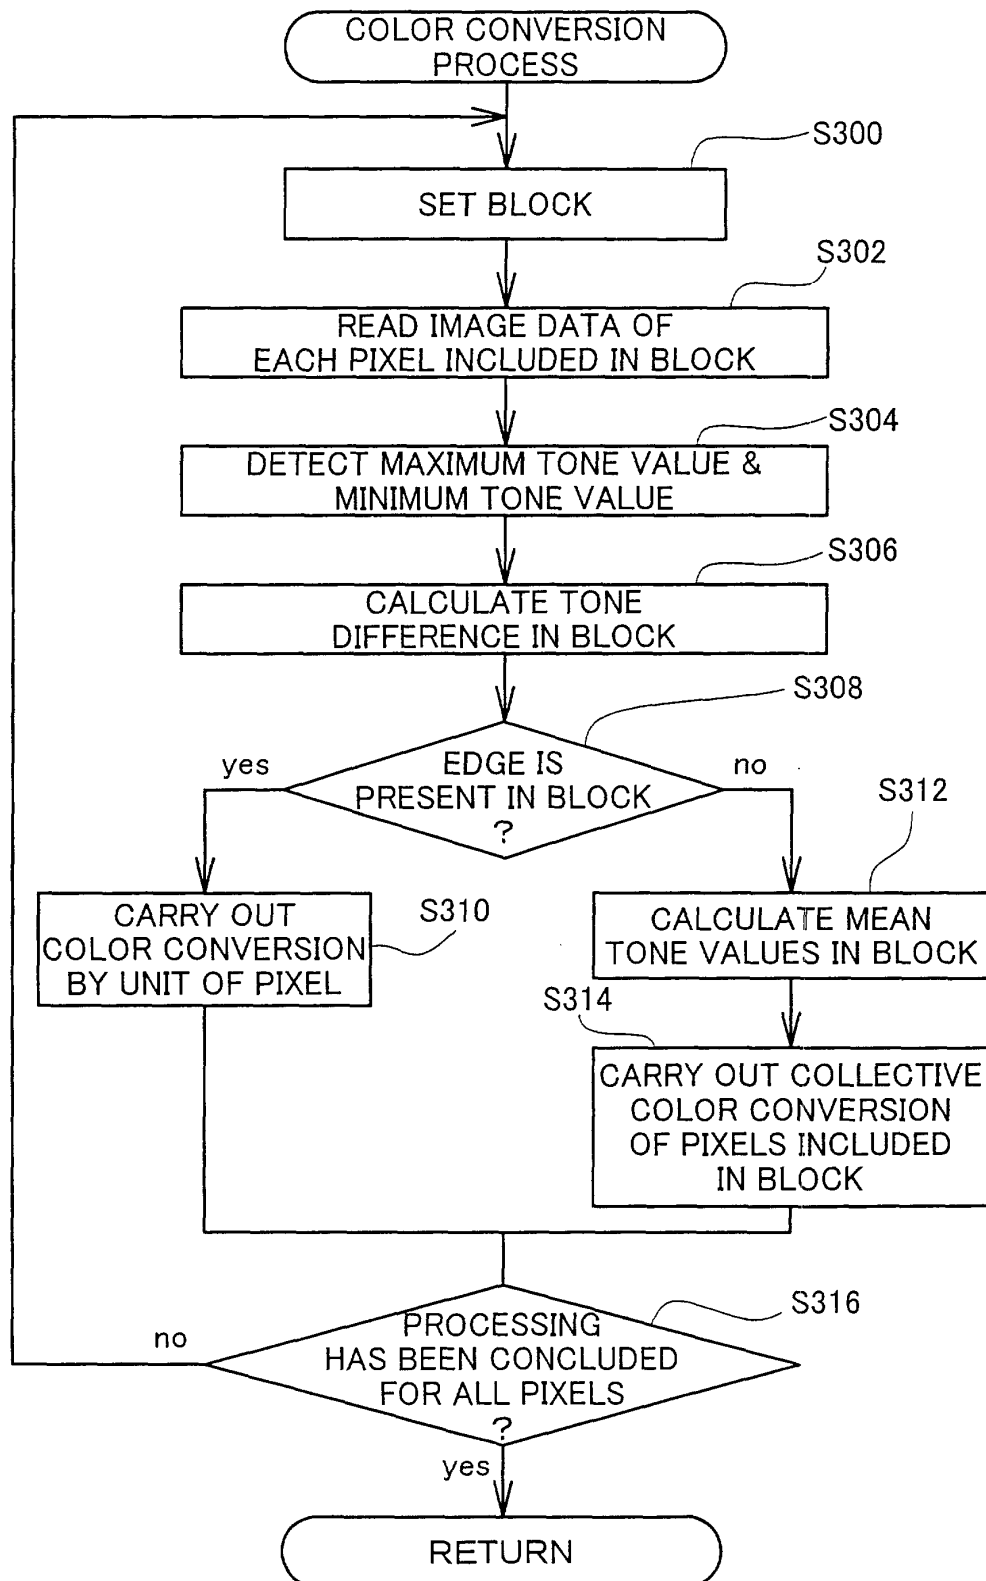 COLOR CONVERSION
PROCESS
S300
SET BLOCK
S302
READ IMAGE DATA OF
EACH PIXEL INCLUDED IN BLOCK
S304
DETECT MAXIMUM TONE VALUE &
MINIMUM TONE VALUE
S306
CALCULATE TONE
DIFFERENCE IN BLOCK
S308
yes
EDGE IS
PRESENT IN BLOCK
?
no
S312
CARRY OUT
COLOR CONVERSION
BY UNIT OF PIXEL
S310
CALCULATE MEAN
TONE VALUES IN BLOCK
S314
CARRY OUT COLLECTIVE
COLOR CONVERSION
OF PIXELS INCLUDED
IN BLOCK
S316
no
PROCESSING
HAS BEEN CONCLUDED
FOR ALL PIXELS
?
yes
RETURN